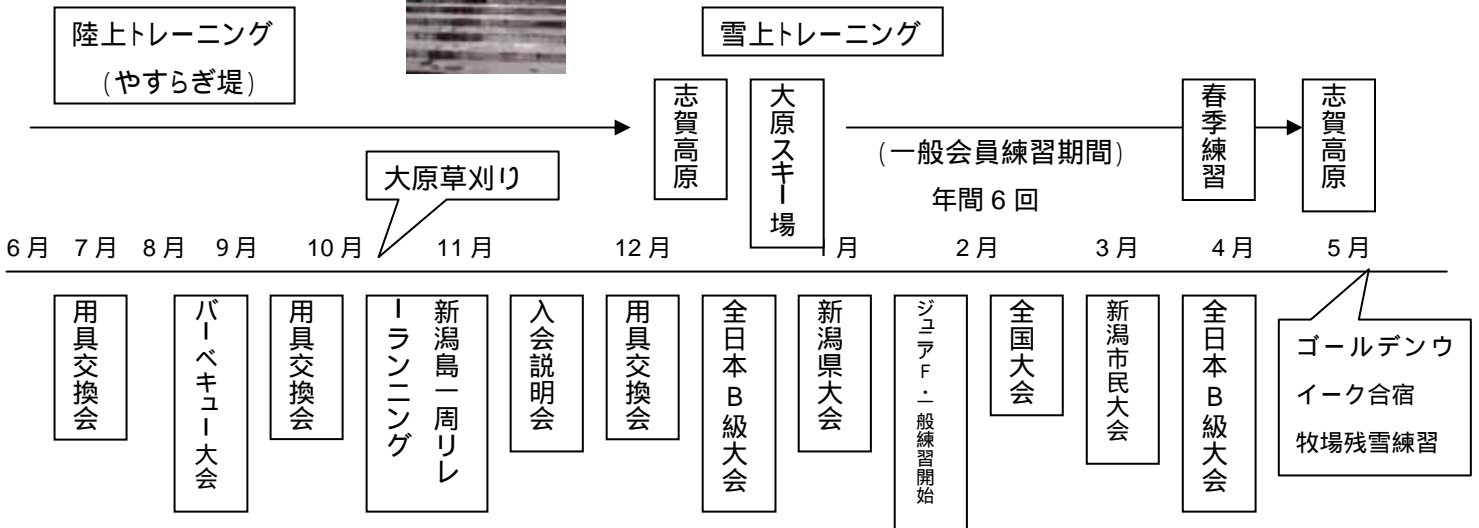 陸上トレーニング
(やすらぎ堤)
雪上トレーニング
志賀高原
大原スキー場
(一般会員練習期間)
年間6回
春季練習
志賀高原
大原草刈り
6月 7月 8月 9月 10月 11月 12月 1月 2月 3月 4月 5月
用具交換会
バーベキュー大会
用具交換会
新潟島一周リレ
ーランニング
入会説明会
用具交換会
全日本B級大会
新潟県大会
ジュニアF・一般練習開始
全国大会
新潟市民大会
全日本B級大会
ゴールデンウ
イーク合宿
牧場残雪練習